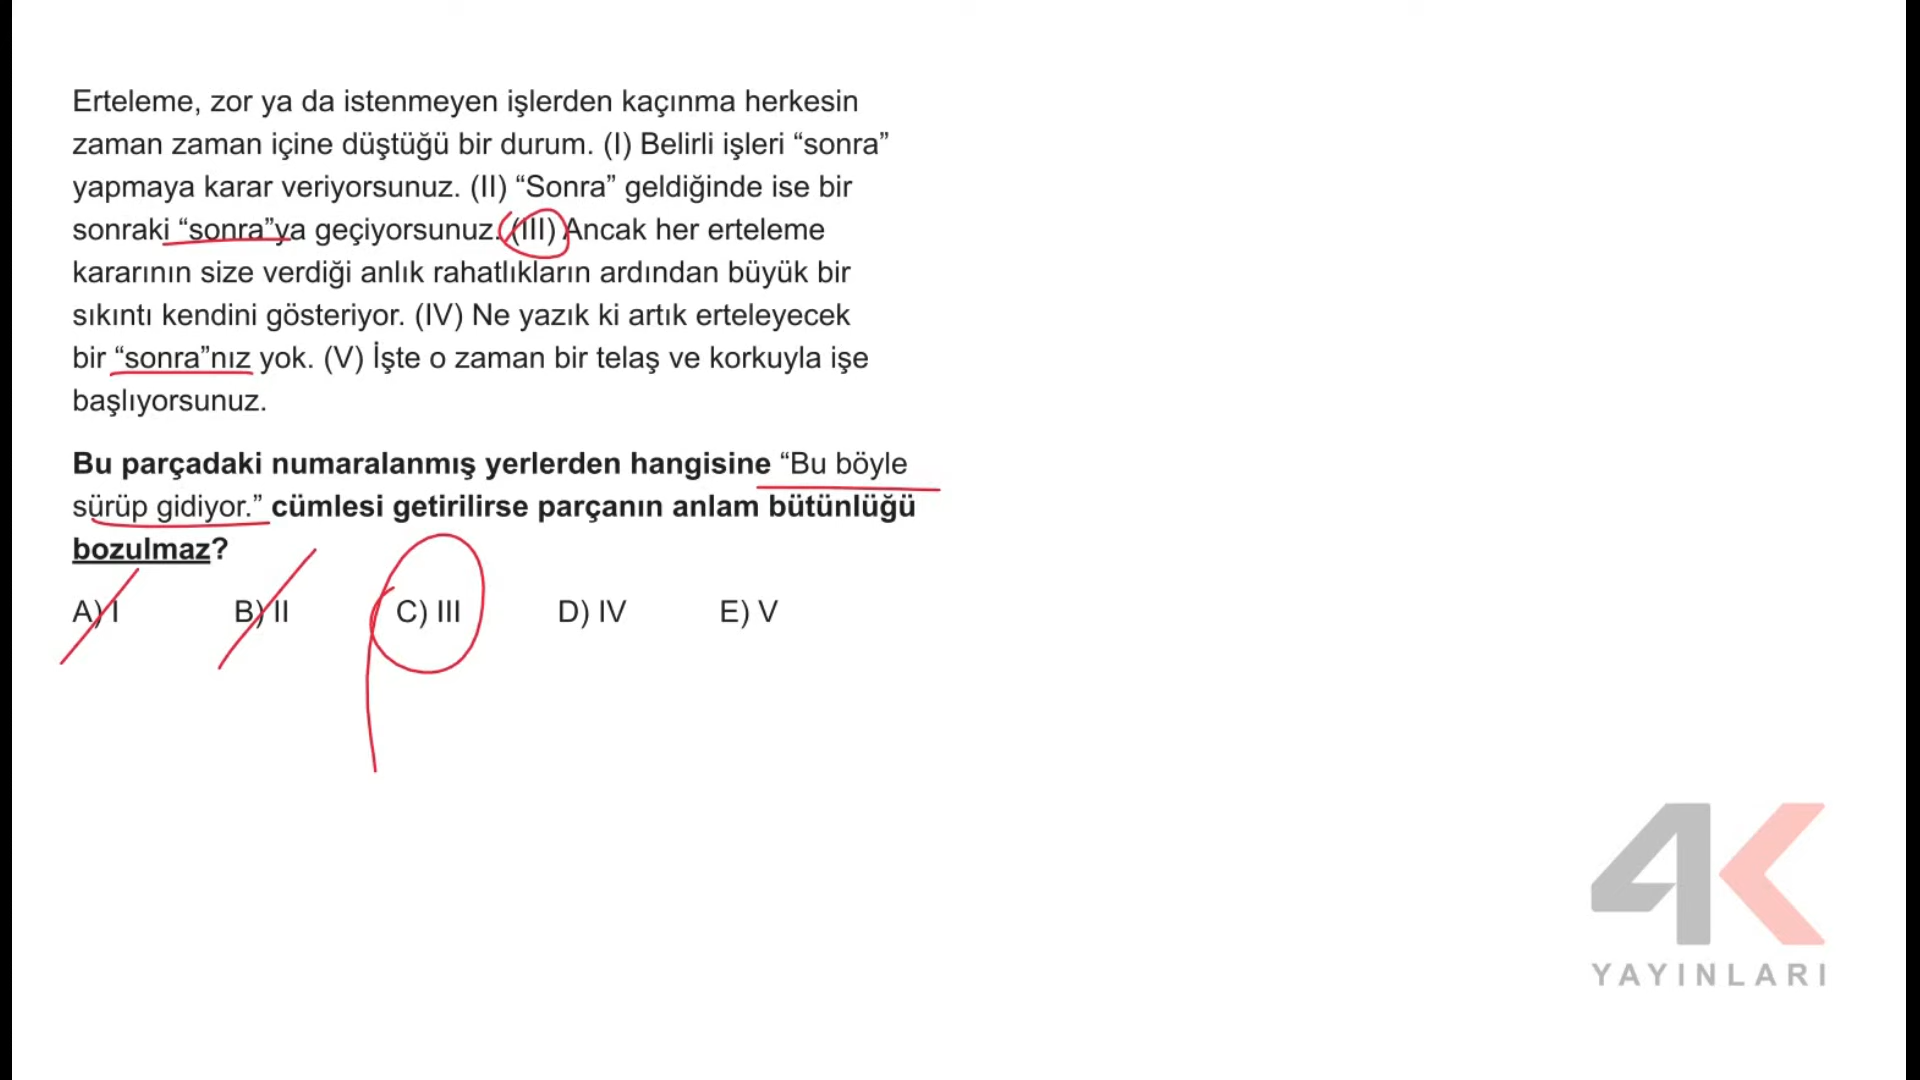 Erteleme, zor ya da istenmeyen işlerden kaçınma herkesin
zaman zaman içine düştüğü bir durum. (I) Belirli işleri “sonra”
yapmaya karar veriyorsunuz. (II) “Sonra” geldiğinde ise bir
sonraki “sonra”ya geçiyorsunuz. (III) Ancak her erteleme
kararının size verdiği anlık rahatlıkların ardından büyük bir
sıkıntı kendini gösteriyor. (IV) Ne yazık ki artık erteleyecek
bir “sonra”nız yok. (V) İşte o zaman bir telaş ve korkuyla işe
başlıyorsunuz.
Bu parçadaki numaralanmış yerlerden hangisine “Bu böyle
sürüp gidiyor.” cümlesi getirilirse parçanın anlam bütünlüğü
bozulmaz?
A) I B) II C) III D) IV E) V
4K
YAYINLARI